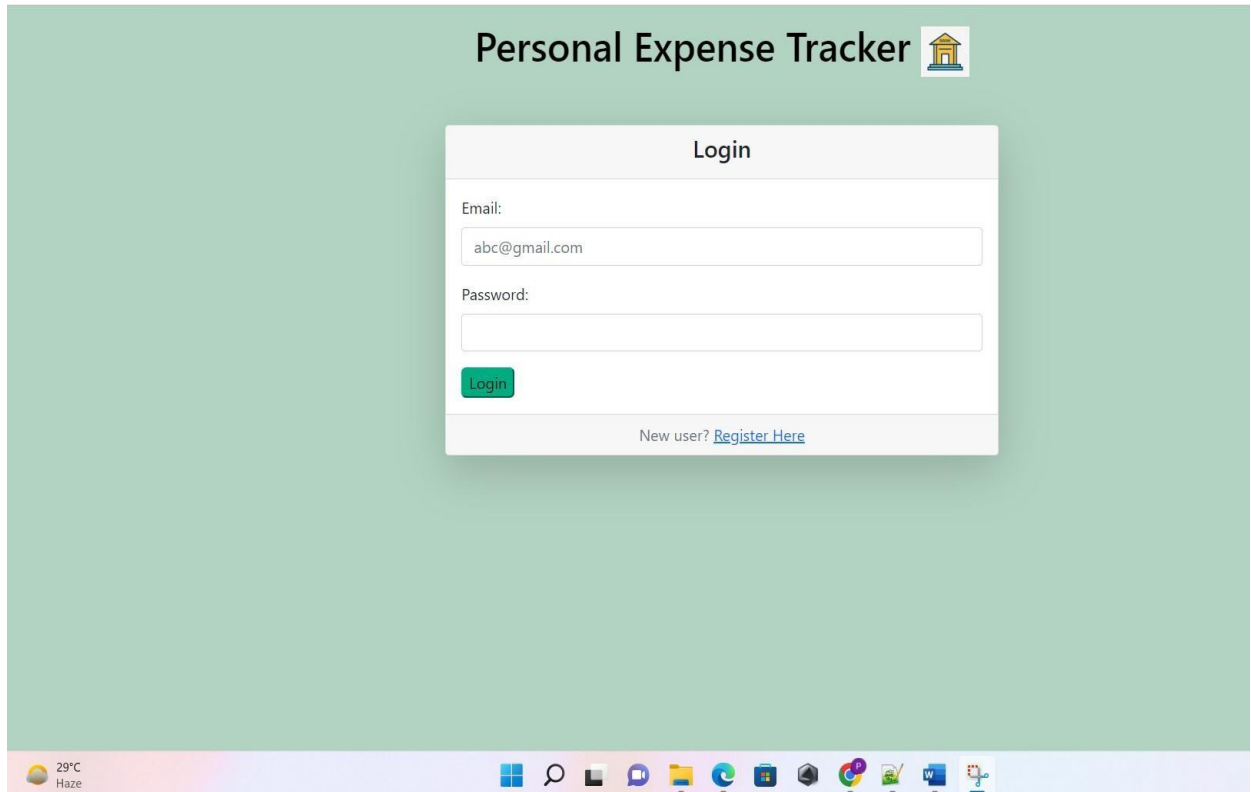 Personal Expense Tracker
Login
Email:
abc@gmail.com
Password:
Login
New user? Register Here
29°C
Haze